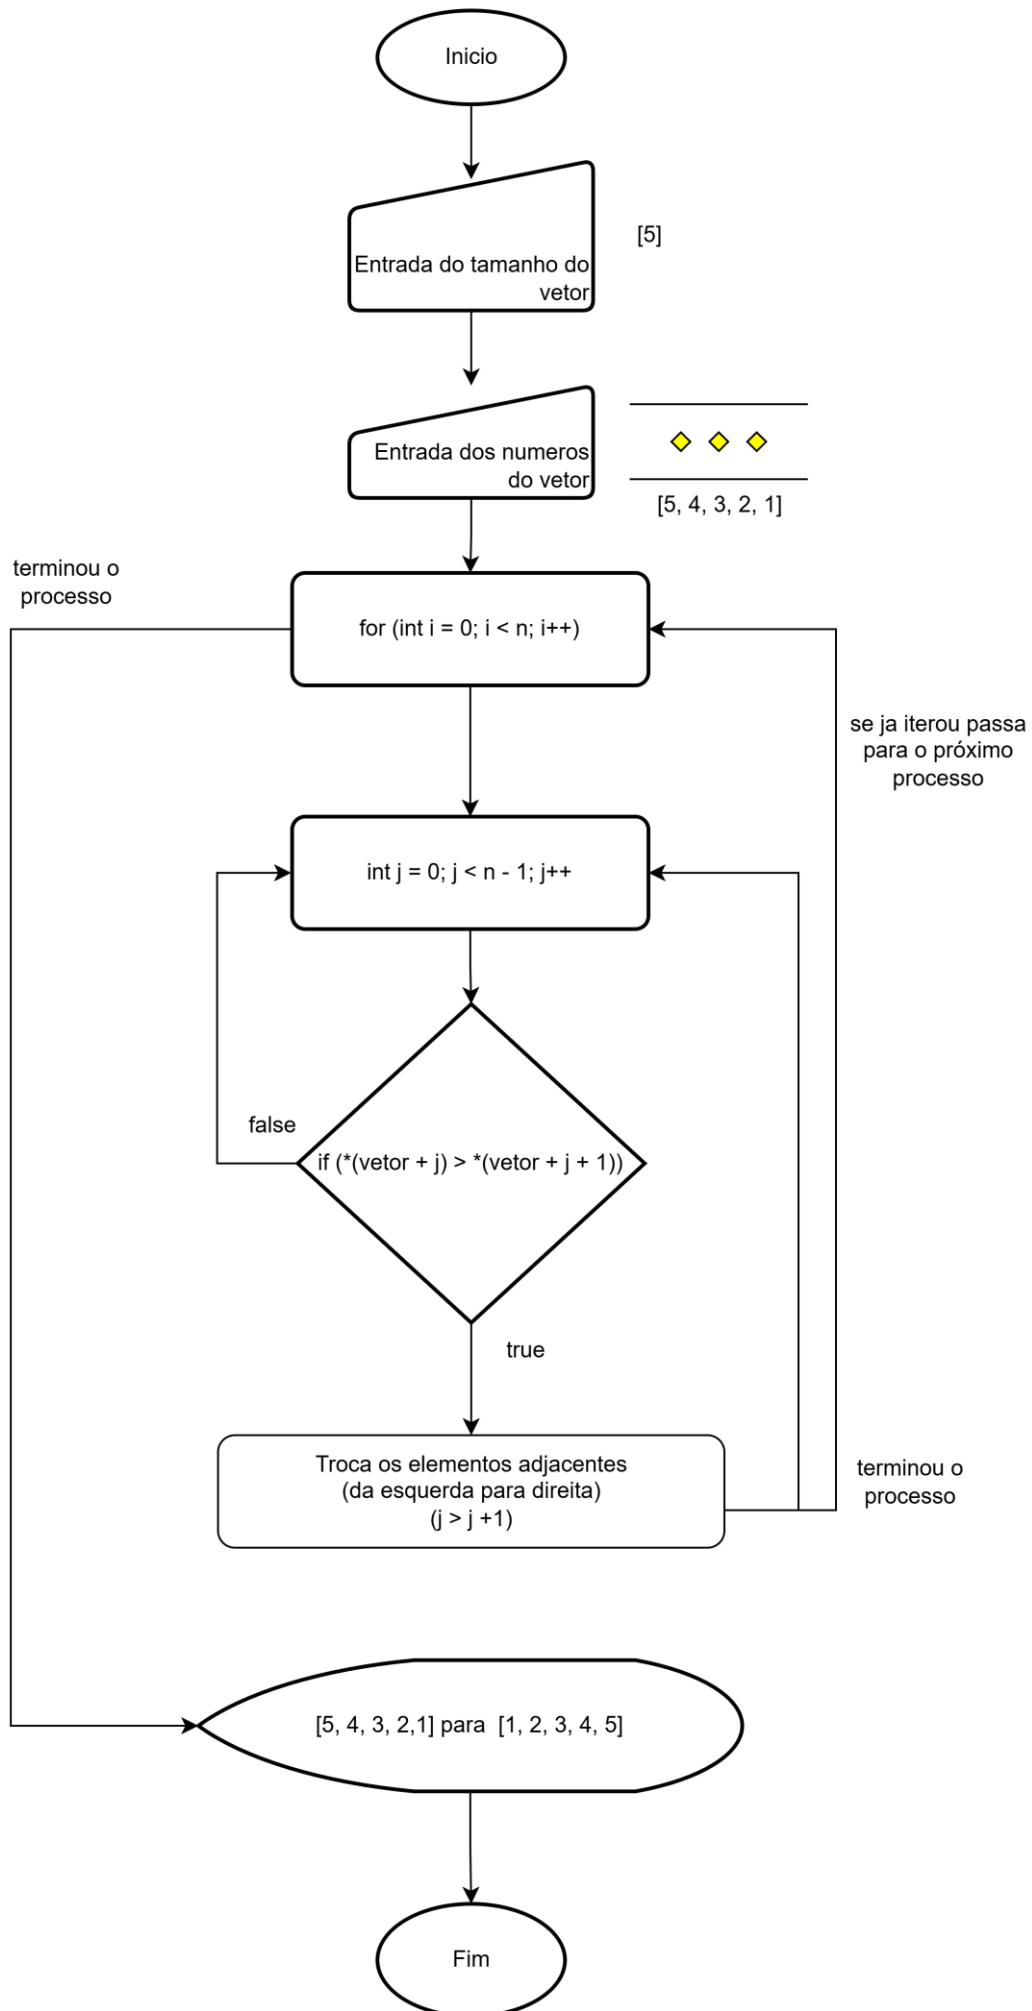 Inicio
Entrada do tamanho do
vetor
[5]
Entrada dos numeros
do vetor
[5, 4, 3, 2, 1]
terminou o
processo
for (int i = 0; i < n; i++)
se ja iterou passa
para o próximo
processo
int j = 0; j < n - 1; j++
false
if (*(vetor + j) > *(vetor + j + 1))
true
Troca os elementos adjacentes
(da esquerda para direita)
(j > j +1)
terminou o
processo
[5, 4, 3, 2,1] para  [1, 2, 3, 4, 5]
Fim